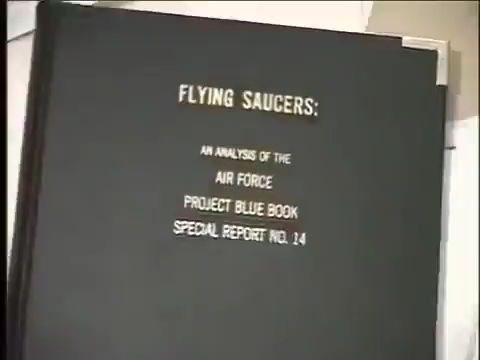 FLYING SAUCERS:
AN ANALYSIS OF THE
AIR FORCE
PROJECT BLUE BOOK
SPECIAL REPORT NO. 14